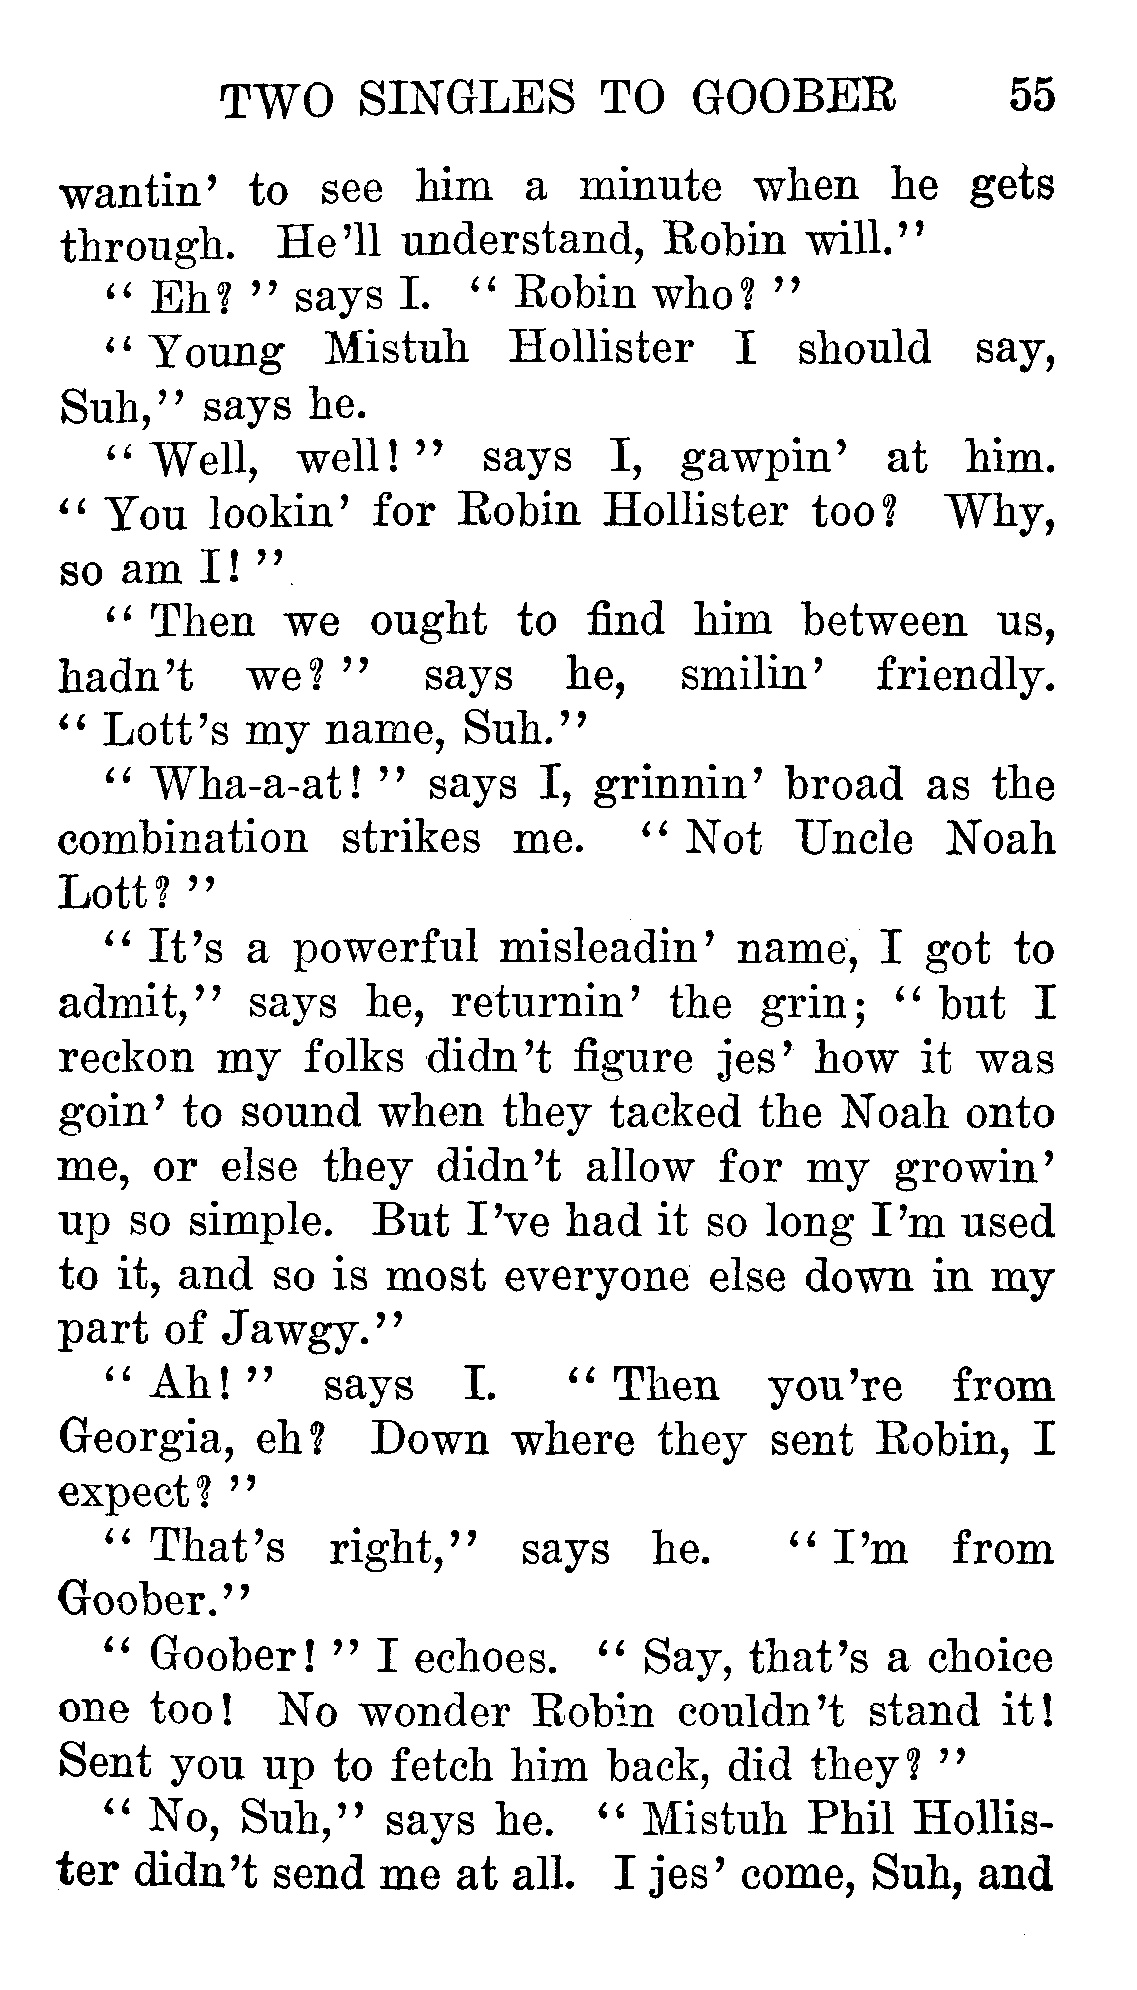 TWO SINGLES TO GOOBER 55
wantin’ to see him a minute when he gets
through. He’ll understand, Robin will.’’
‘‘ Eh? ’’ says I. ‘‘ Robin who? ’’
‘‘ Young Mistuh Hollister I should say,
Suh,’’ says he.
‘‘ Well, well! ’’ says I, gawpin’ at him.
‘‘ You lookin’ for Robin Hollister too? Why,
so am I! ’’
‘‘ Then we ought to find him between us,
hadn’t we? ’’ says he, smilin’ friendly.
‘‘ Lott’s my name, Suh.’’
‘‘ Wha-a-at! ’’ says I, grinnin’ broad as the
combination strikes me. ‘‘ Not Uncle Noah
Lott? ’’
‘‘ It’s a powerful misleadin’ name, I got to
admit,’’ says he, returnin’ the grin; ‘‘ but I
reckon my folks didn’t figure jes’ how it was
goin’ to sound when they tacked the Noah onto
me, or else they didn’t allow for my growin’
up so simple. But I’ve had it so long I’m used
to it, and so is most everyone else down in my
part of Jawgy.’’
‘‘ Ah! ’’ says I. ‘‘ Then you’re from
Georgia, eh? Down where they sent Robin, I
expect? ’’
‘‘ That’s right,’’ says he. ‘‘ I’m from
Goober.’’
‘‘ Goober! ’’ I echoes. ‘‘ Say, that’s a choice
one too! No wonder Robin couldn’t stand it!
Sent you up to fetch him back, did they? ’’
‘‘ No, Suh,’’ says he. ‘‘ Mistuh Phil Hollis-
ter didn’t send me at all. I jes’ come, Suh, and